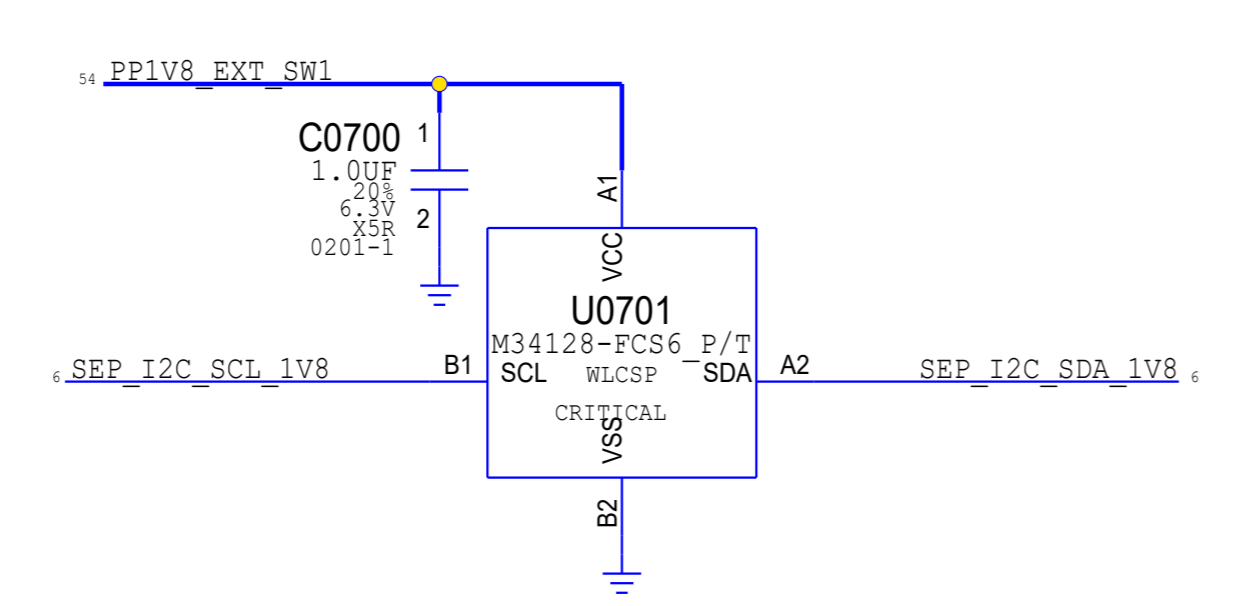 54 PP1V8_EXT_SW1
C0700 1
1.0UF
20%
6.3V
X5R
0201-1
2
A1
VCC
U0701
M34128-FCS6_P/T
6 SEP_I2C_SCL_1V8 B1 SCL WLCSP SDA A2 SEP_I2C_SDA_1V8 6
CRITICAL
VSS
B2